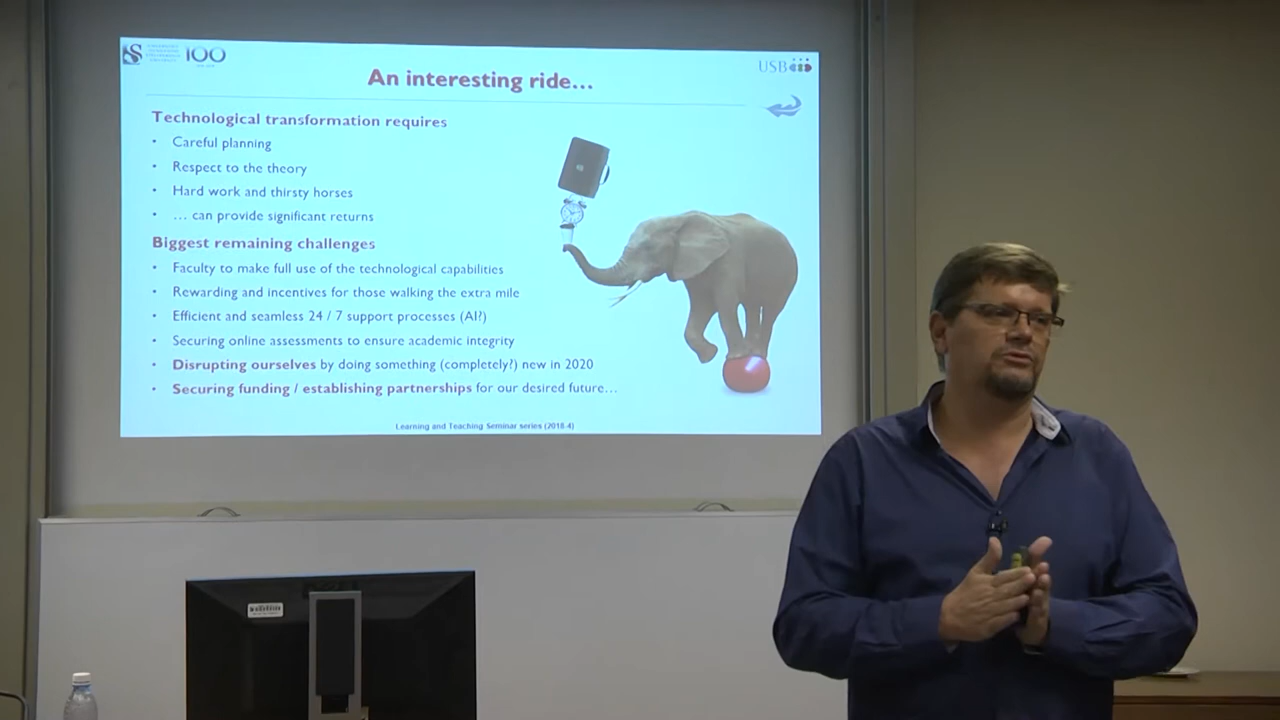 100
USB
An interesting ride...
Technological transformation requires
• Careful planning
• Respect to the theory
• Hard work and thirsty horses
• ... can provide significant returns
Biggest remaining challenges
• Faculty to make full use of the technological capabilities
• Rewarding and incentives for those walking the extra mile
• Efficient and seamless 24 / 7 support processes (AI?)
• Securing online assessments to ensure academic integrity
• Disrupting ourselves by doing something (completely?) new in 2020
• Securing funding / establishing partnerships for our desired future...
Learning and Teaching Seminar series (2018-4)